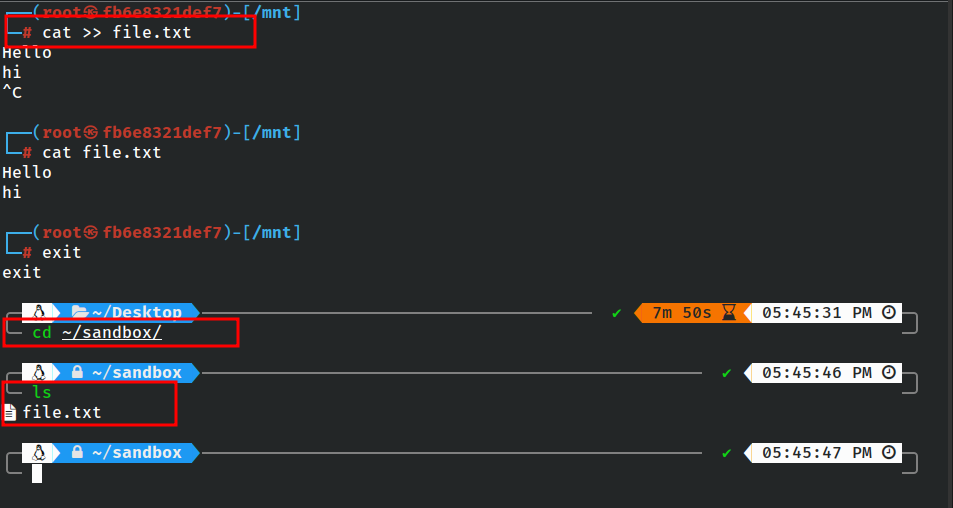 (root㉿fb6e8321def7)-[/mnt]
# cat >> file.txt
Hello
hi
^C
(root㉿fb6e8321def7)-[/mnt]
# cat file.txt
Hello
hi
(root㉿fb6e8321def7)-[/mnt]
# exit
exit
~/Desktop ✔ 7m 50s 05:45:31 PM
cd ~/sandbox/
~/sandbox ✔ 05:45:46 PM
ls
file.txt
~/sandbox ✔ 05:45:47 PM